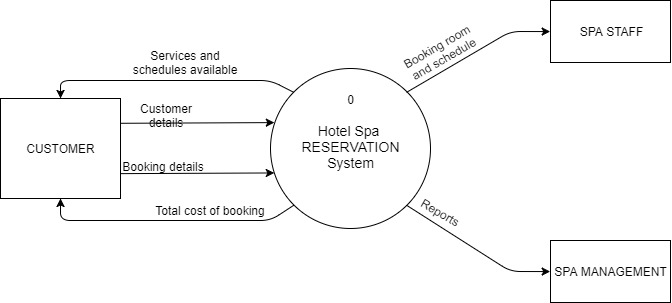 Services and
schedules available
Customer
details
CUSTOMER
Booking details
Total cost of booking
0
Hotel Spa
RESERVATION
System
Booking room
and schedule
SPA STAFF
Reports
SPA MANAGEMENT